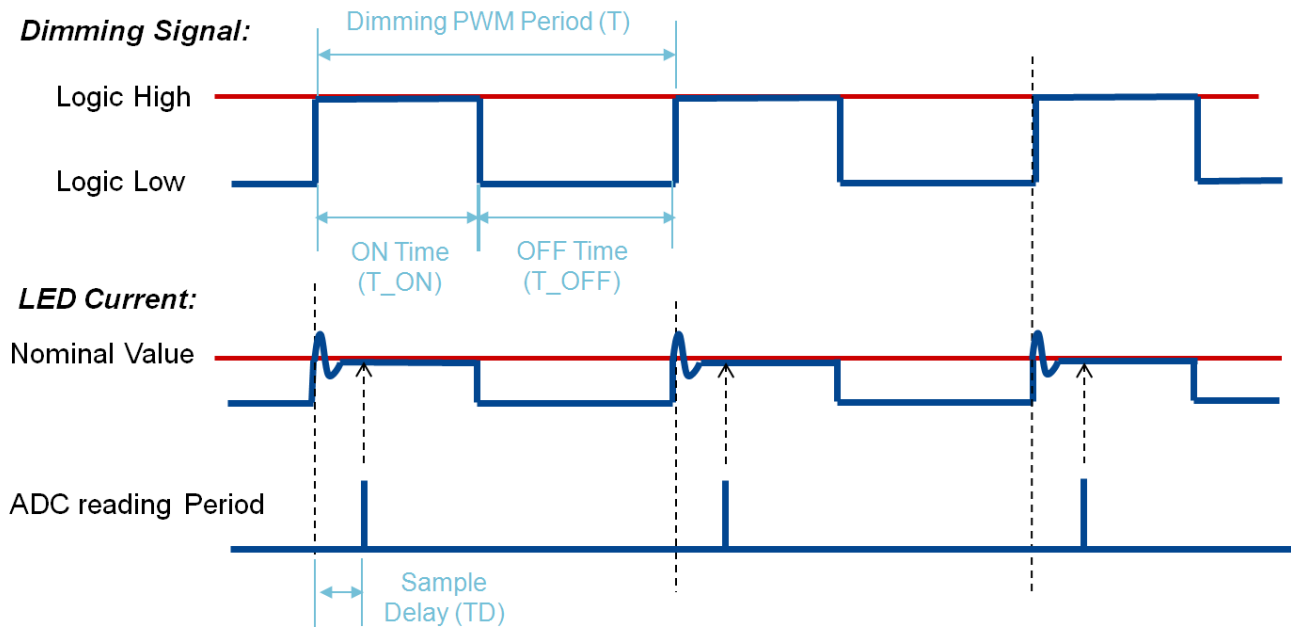 Dimming PWM Period (T)
Dimming Signal:
Logic High
Logic Low
ON Time
(T_ON)
OFF Time
(T_OFF)
LED Current:
Nominal Value
ADC reading Period
Sample
Delay (TD)